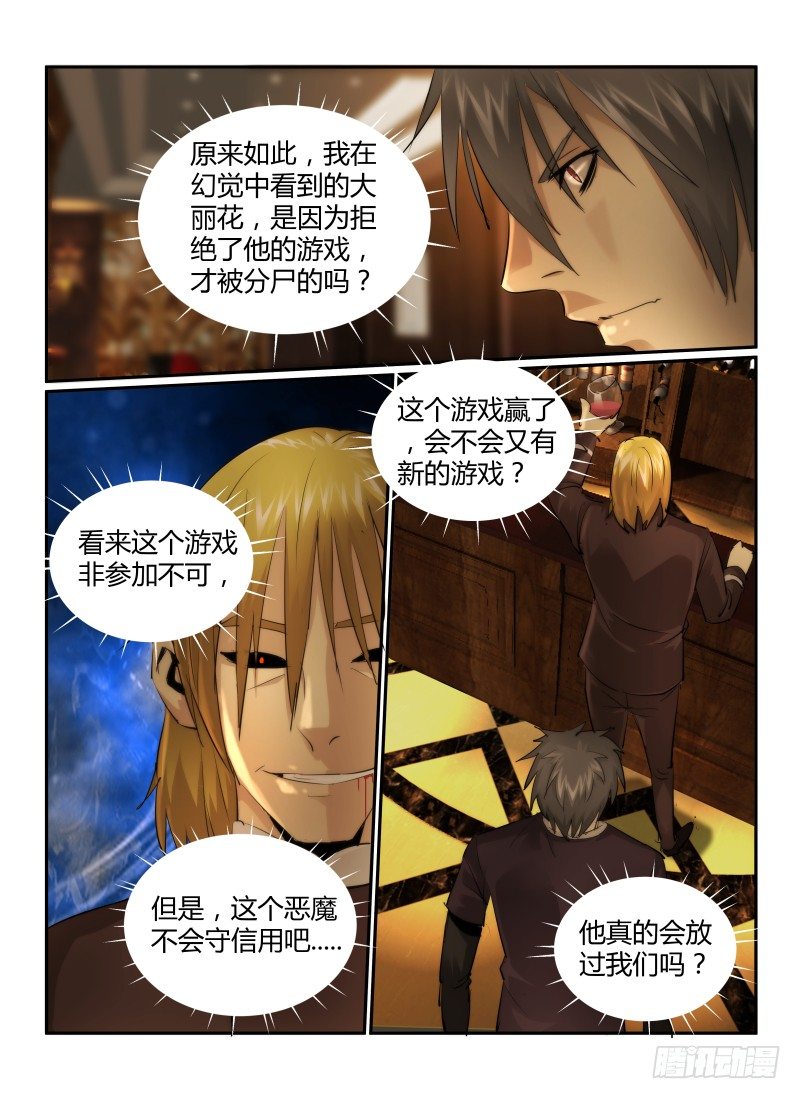 原来如此，我在
幻觉中看到的大
丽花，是因为拒
绝了他的游戏，
才被分尸的吗？
看来这个游戏
非参加不可，
但是，这个恶魔
不会守信用吧.....
这个游戏赢了
，会不会又有
新的游戏？
他真的会放
过我们吗？
腾讯动漫